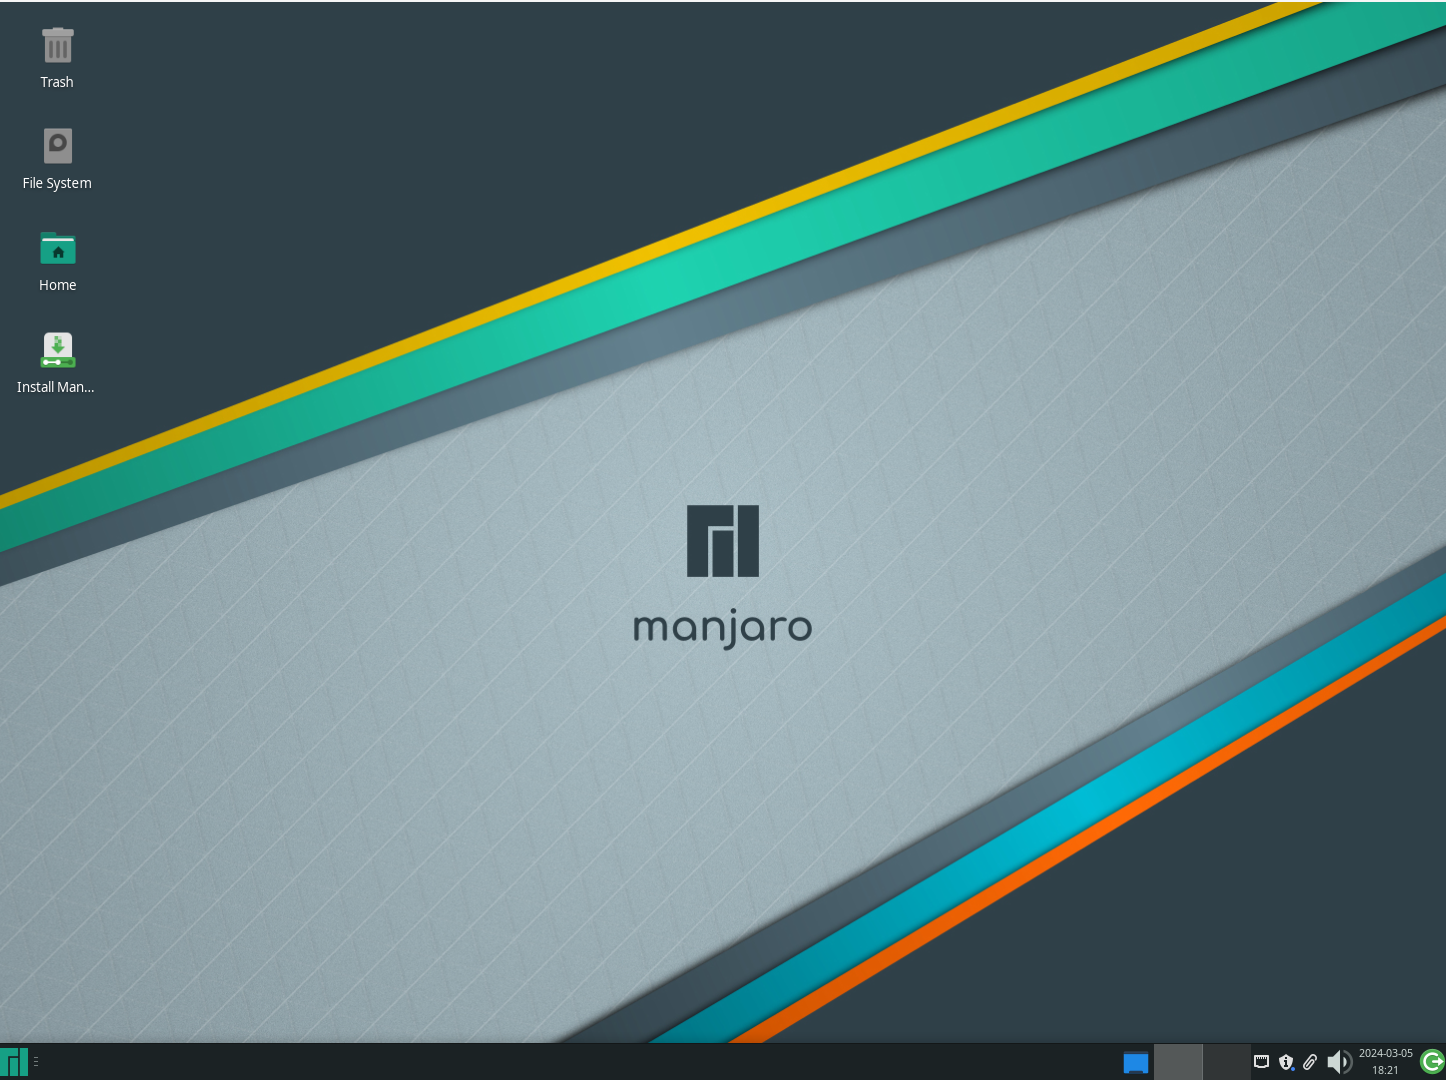 Trash
File System
Home
Install Man...
manjaro
2024-03-05
18:21